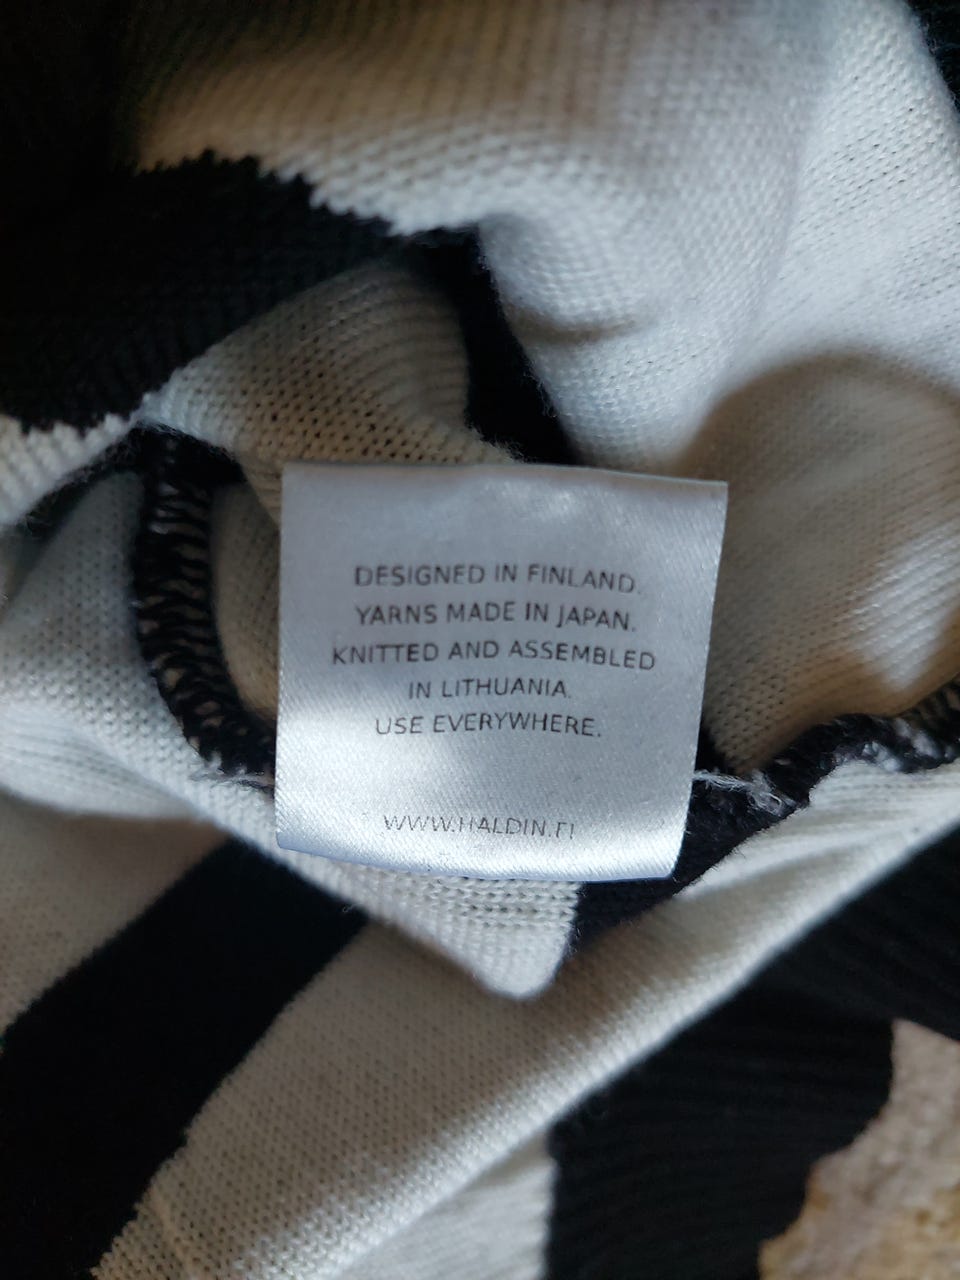 DESIGNED IN FINLAND.
YARNS MADE IN JAPAN.
KNITTED AND ASSEMBLED
IN LITHUANIA.
USE EVERYWHERE.
WWW.HALDIN.FI